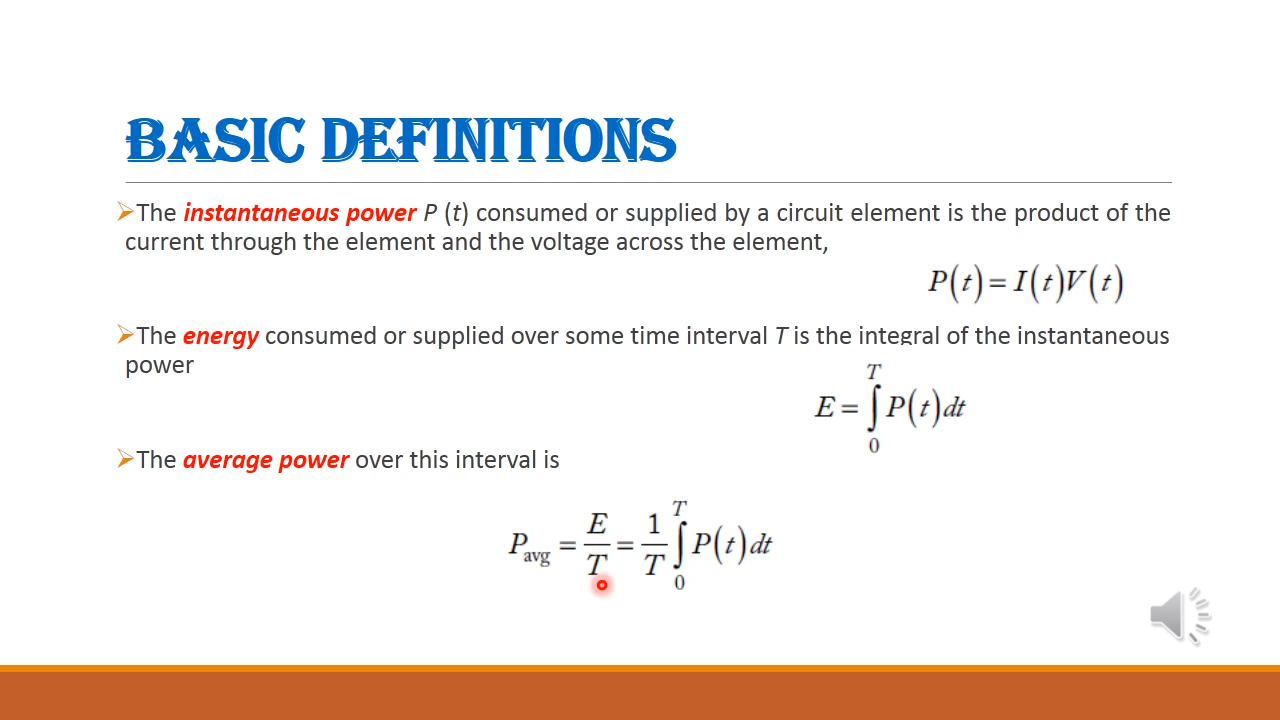 BASIC DEFINITIONS
➢The instantaneous power P (t) consumed or supplied by a circuit element is the product of the
current through the element and the voltage across the element,
P(t) = I(t)V(t)
➢The energy consumed or supplied over some time interval T is the integral of the instantaneous
power
E = ∫₀ᵀ P(t) dt
➢The average power over this interval is
P_avg = E/T = 1/T ∫₀ᵀ P(t) dt